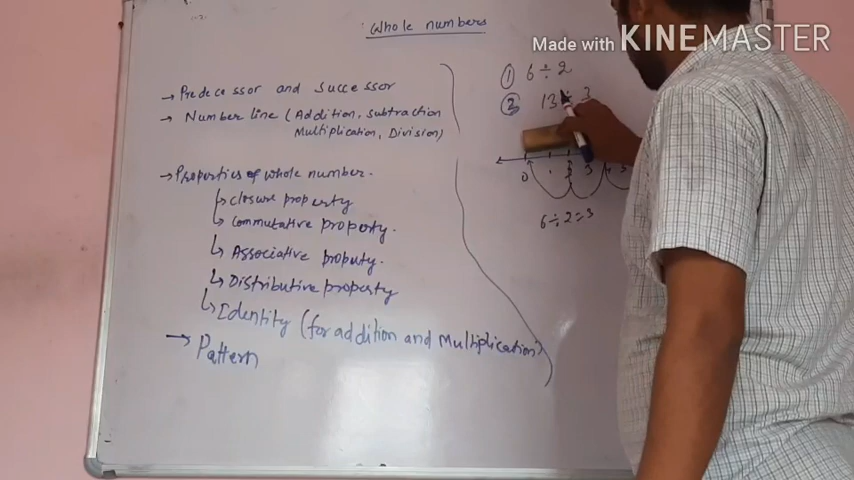 Made with KINEMASTER
Whole numbers
→ Predecessor and Successor
→ Number line (Addition, Subtraction
Multiplication, Division)
→ Properties of whole number.
↳ closure property
↳ Commutative property.
↳ Associative property.
↳ Distributive property
↳ Identity (for addition and Multiplication)
→ Pattern
① 6 ÷ 2
② 13 ÷ 3
0 1 2 3
6 ÷ 2 = 3